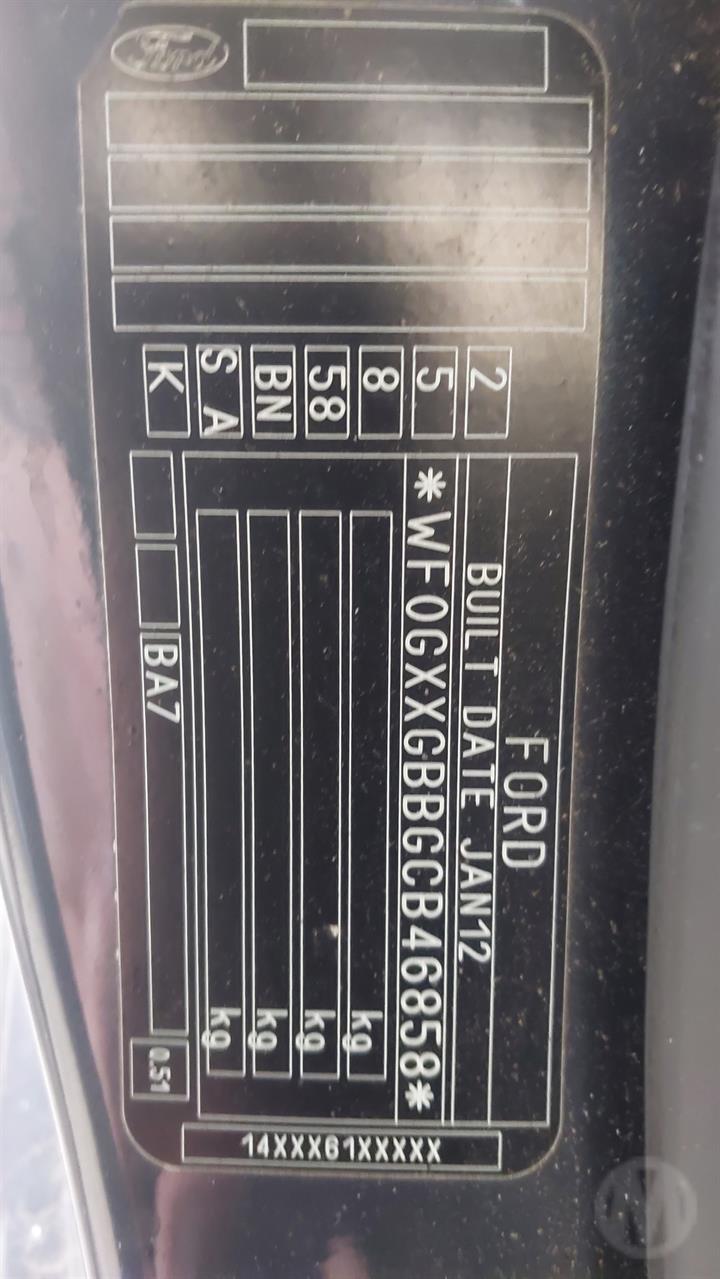 Ford
FORD
BUILT DATE JAN12
*WF0GXXGBBGCB46858*
kg
kg
kg
kg
2
5
8
58
BN
S A
K
BA7
0.51
14XXX61XXXXX
M